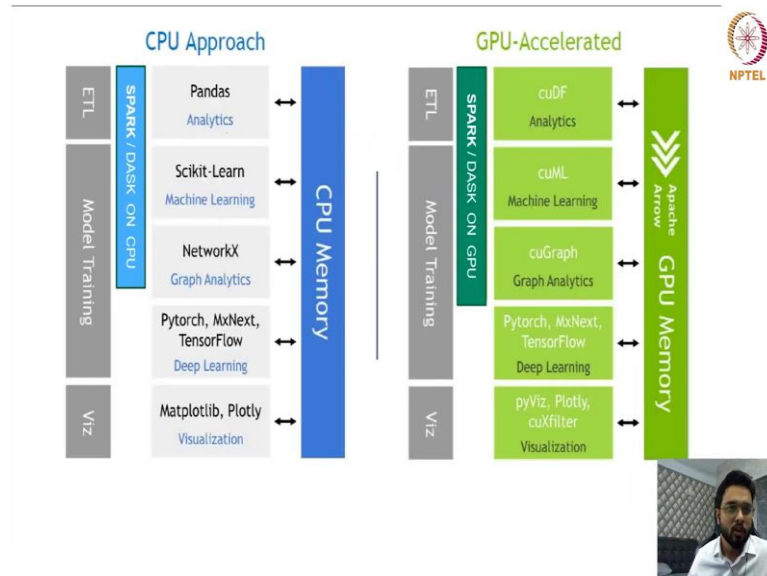 CPU Approach
ETL
Model Training
Viz
SPARK / DASK ON CPU
Pandas
Analytics
Scikit-Learn
Machine Learning
NetworkX
Graph Analytics
Pytorch, MxNext,
TensorFlow
Deep Learning
Matplotlib, Plotly
Visualization
CPU Memory
GPU-Accelerated
ETL
Model Training
Viz
SPARK / DASK ON GPU
cuDF
Analytics
cuML
Machine Learning
cuGraph
Graph Analytics
Pytorch, MxNext,
TensorFlow
Deep Learning
pyViz, Plotly,
cuXfilter
Visualization
Apache
Arrow
GPU Memory
NPTEL